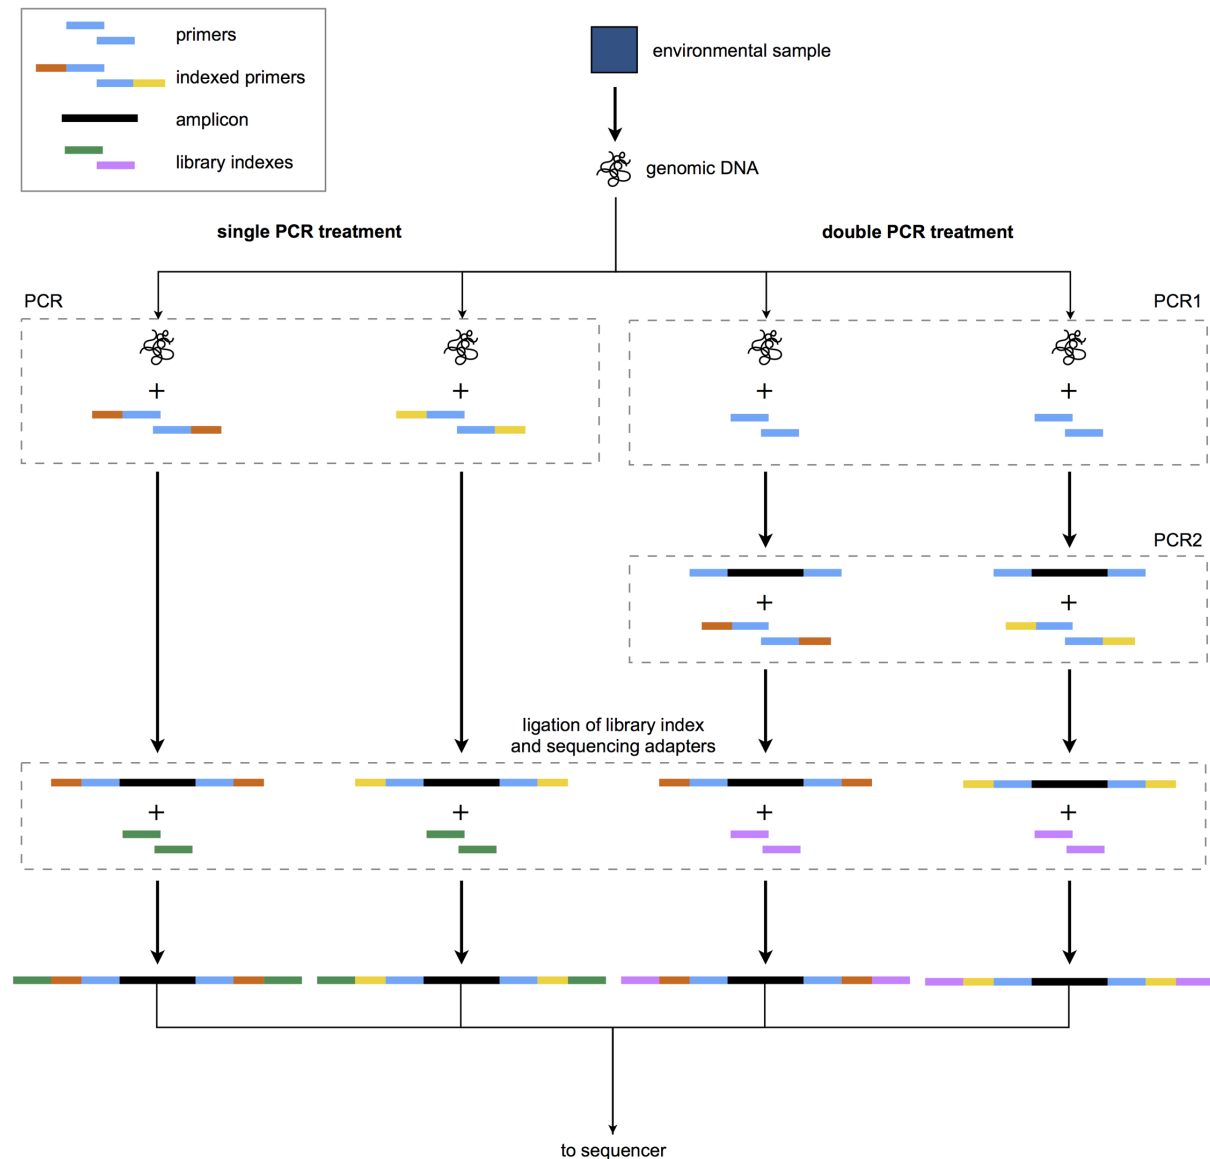 primers
indexed primers
amplicon
library indexes
environmental sample
genomic DNA
single PCR treatment
double PCR treatment
PCR
PCR1
PCR2
ligation of library index
and sequencing adapters
to sequencer